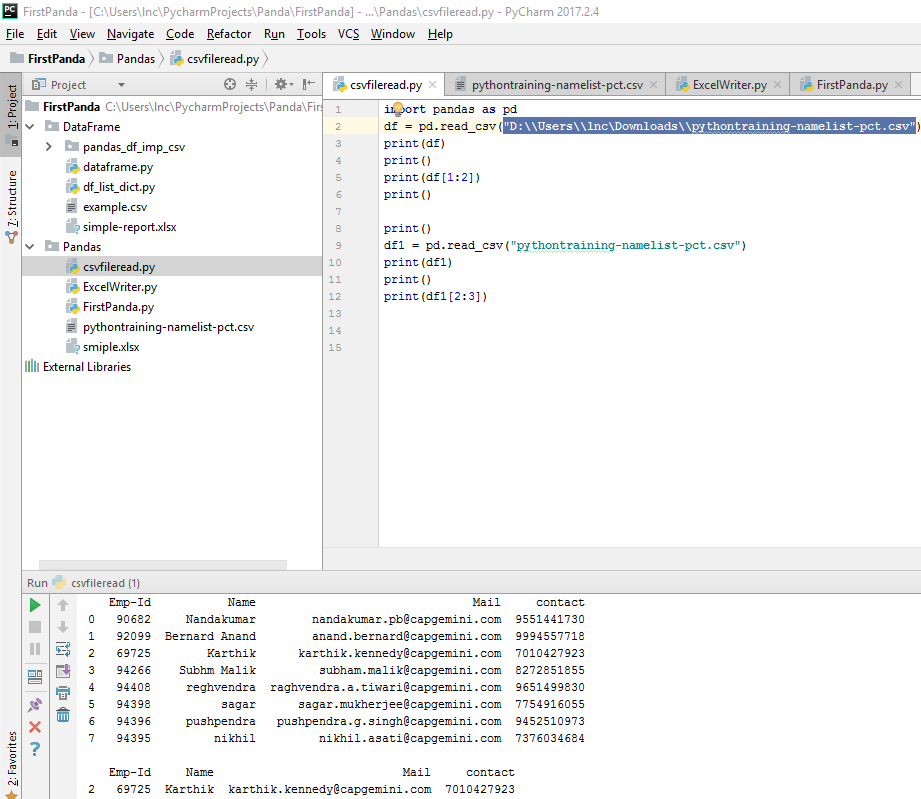 PC FirstPanda - [C:\Users\lnc\PycharmProjects\Panda\FirstPanda] - ...\Pandas\csvfileread.py - PyCharm 2017.2.4
File Edit View Navigate Code Refactor Run Tools VCS Window Help
FirstPanda Pandas csvfileread.py
1: Project
7: Structure
2: Favorites
Project
FirstPanda C:\Users\lnc\PycharmProjects\Panda\Firs
DataFrame
pandas_df_imp_csv
dataframe.py
df_list_dict.py
example.csv
simple-report.xlsx
Pandas
csvfileread.py
ExcelWriter.py
FirstPanda.py
pythontraining-namelist-pct.csv
smiple.xlsx
External Libraries
csvfileread.py pythontraining-namelist-pct.csv ExcelWriter.py FirstPanda.py
1 import pandas as pd
2 df = pd.read_csv("D:\\Users\\lnc\Downloads\\pythontraining-namelist-pct.csv")
3 print(df)
4 print()
5 print(df[1:2])
6 print()
7
8 print()
9 df1 = pd.read_csv("pythontraining-namelist-pct.csv")
10 print(df1)
11 print()
12 print(df1[2:3])
13
14
15
Run csvfileread (1)
Emp-Id Name Mail contact
0 90682 Nandakumar nandakumar.pb@capgemini.com 9551441730
1 92099 Bernard Anand anand.bernard@capgemini.com 9994557718
2 69725 Karthik karthik.kennedy@capgemini.com 7010427923
3 94266 Subhm Malik subham.malik@capgemini.com 8272851855
4 94408 reghvendra raghvendra.a.tiwari@capgemini.com 9651499830
5 94398 sagar sagar.mukherjee@capgemini.com 7754916055
6 94396 pushpendra pushpendra.g.singh@capgemini.com 9452510973
7 94395 nikhil nikhil.asati@capgemini.com 7376034684
Emp-Id Name Mail contact
2 69725 Karthik karthik.kennedy@capgemini.com 7010427923